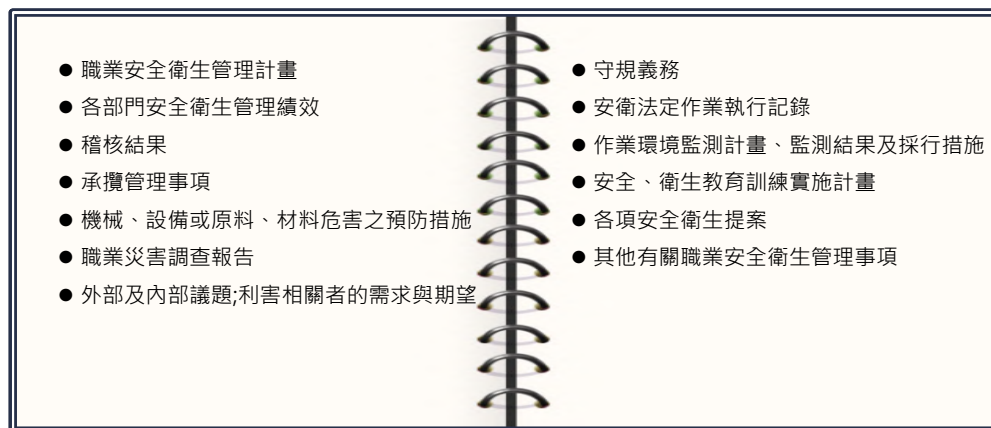 ● 職業安全衛生管理計畫
● 各部門安全衛生管理績效
● 稽核結果
● 承攬管理事項
● 機械、設備或原料、材料危害之預防措施
● 職業災害調查報告
● 外部及內部議題;利害相關者的需求與期望
● 守規義務
● 安衛法定作業執行記錄
● 作業環境監測計畫、監測結果及採行措施
● 安全、衛生教育訓練實施計畫
● 各項安全衛生提案
● 其他有關職業安全衛生管理事項